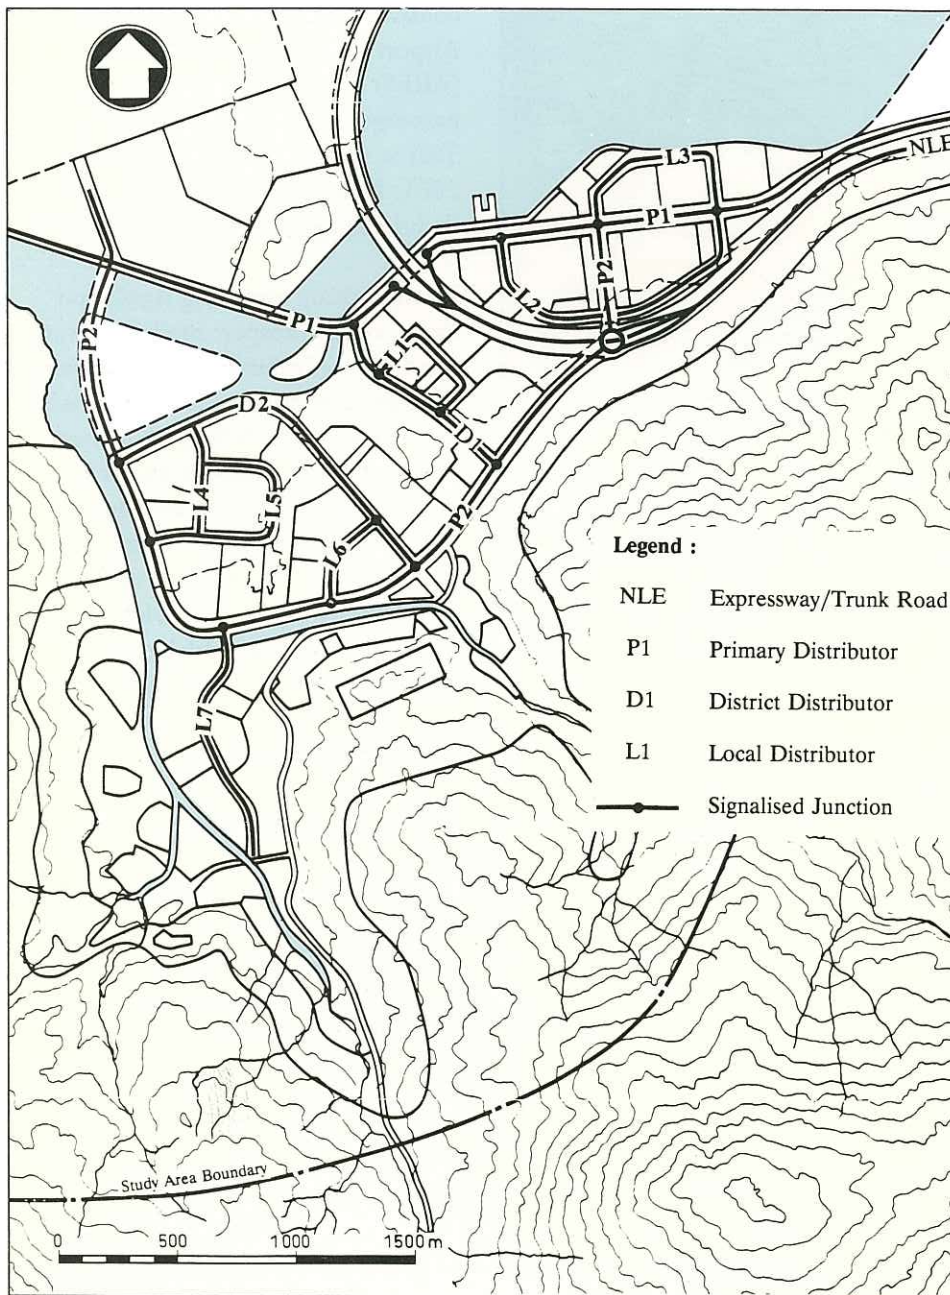 NLE
L3
P1
P2
L2
P1
P2
L1
D2
D1
L4
L5
P2
L6
L7
Legend :
NLE Expressway/Trunk Road
P1 Primary Distributor
D1 District Distributor
L1 Local Distributor
Signalised Junction
Study Area Boundary
0 500 1000 1500m